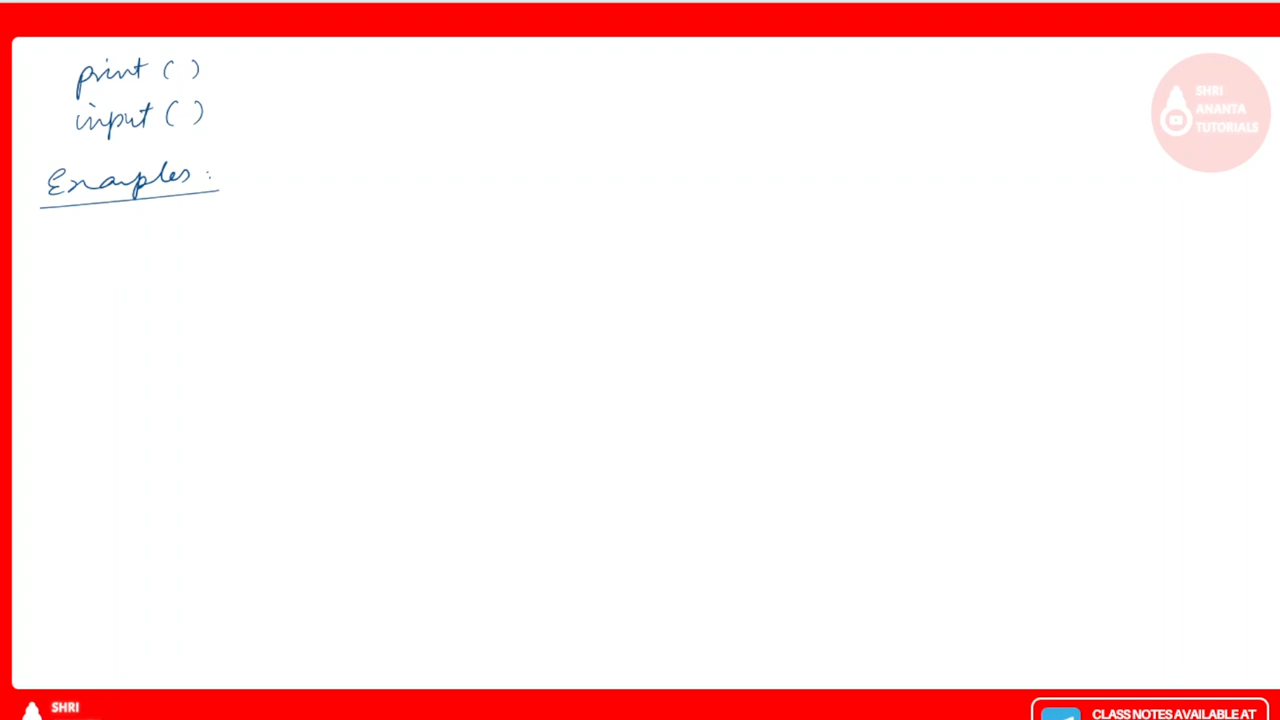 print ( )
input ( )
Examples :
SHRI
ANANTA
TUTORIALS
SHRI
CLASS NOTES AVAILABLE AT